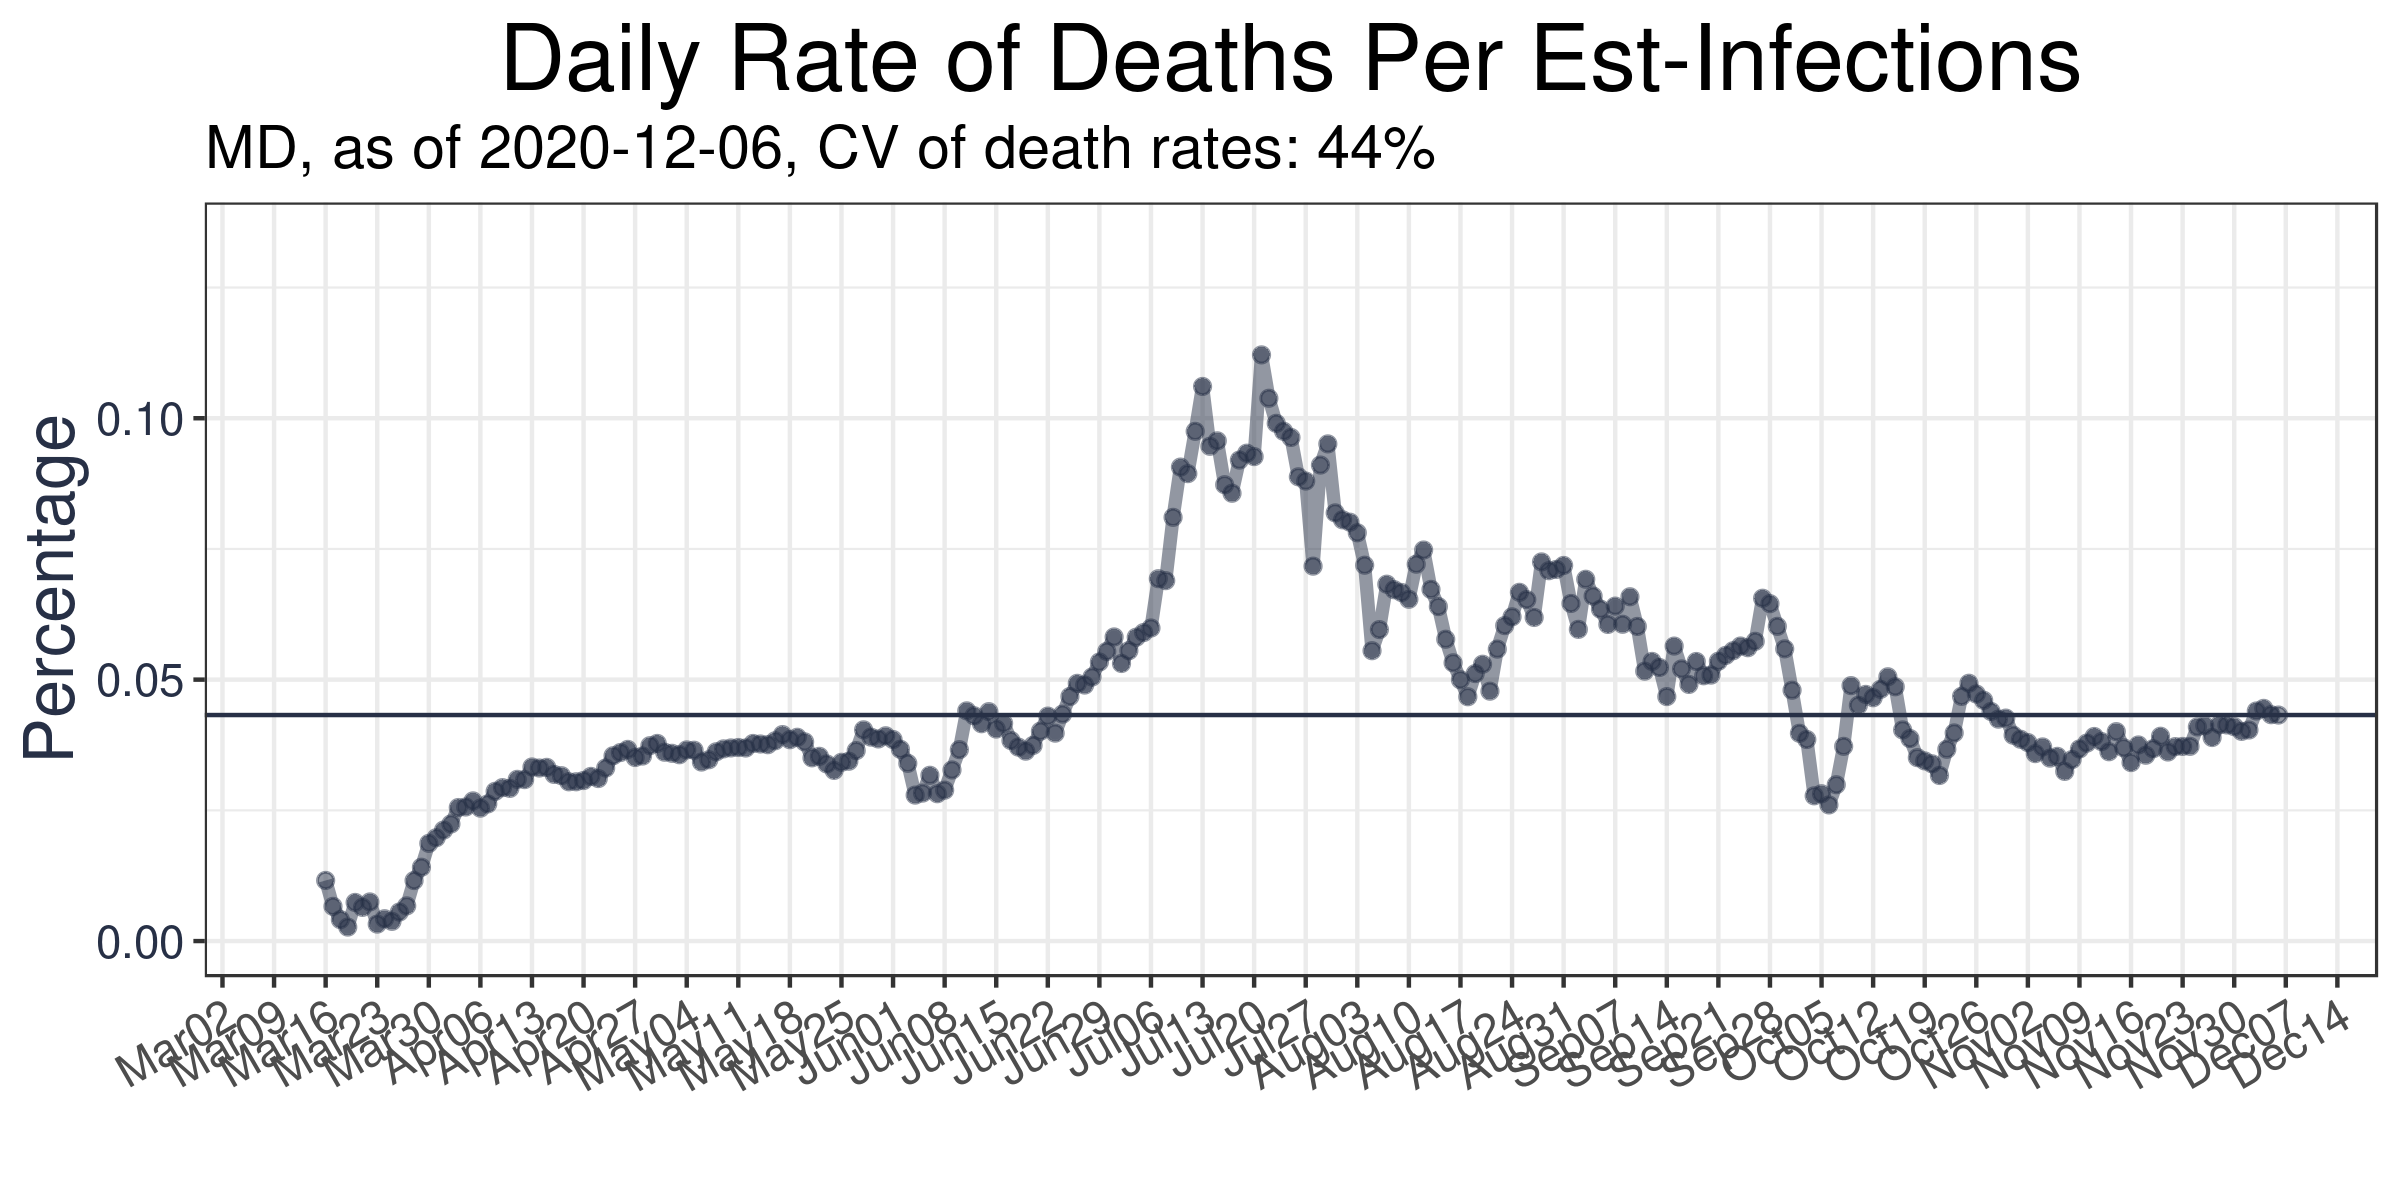 Daily Rate of Deaths Per Est-Infections
MD, as of 2020-12-06, CV of death rates: 44%
Percentage
0.10
0.05
0.00
Mar02
Mar09
Mar16
Mar23
Mar30
Apr06
Apr13
Apr20
Apr27
May04
May11
May18
May25
Jun01
Jun08
Jun15
Jun22
Jun29
Jul06
Jul13
Jul20
Jul27
Aug03
Aug10
Aug17
Aug24
Aug31
Sep07
Sep14
Sep21
Sep28
Oct05
Oct12
Oct19
Oct26
Nov02
Nov09
Nov16
Nov23
Nov30
Dec07
Dec14